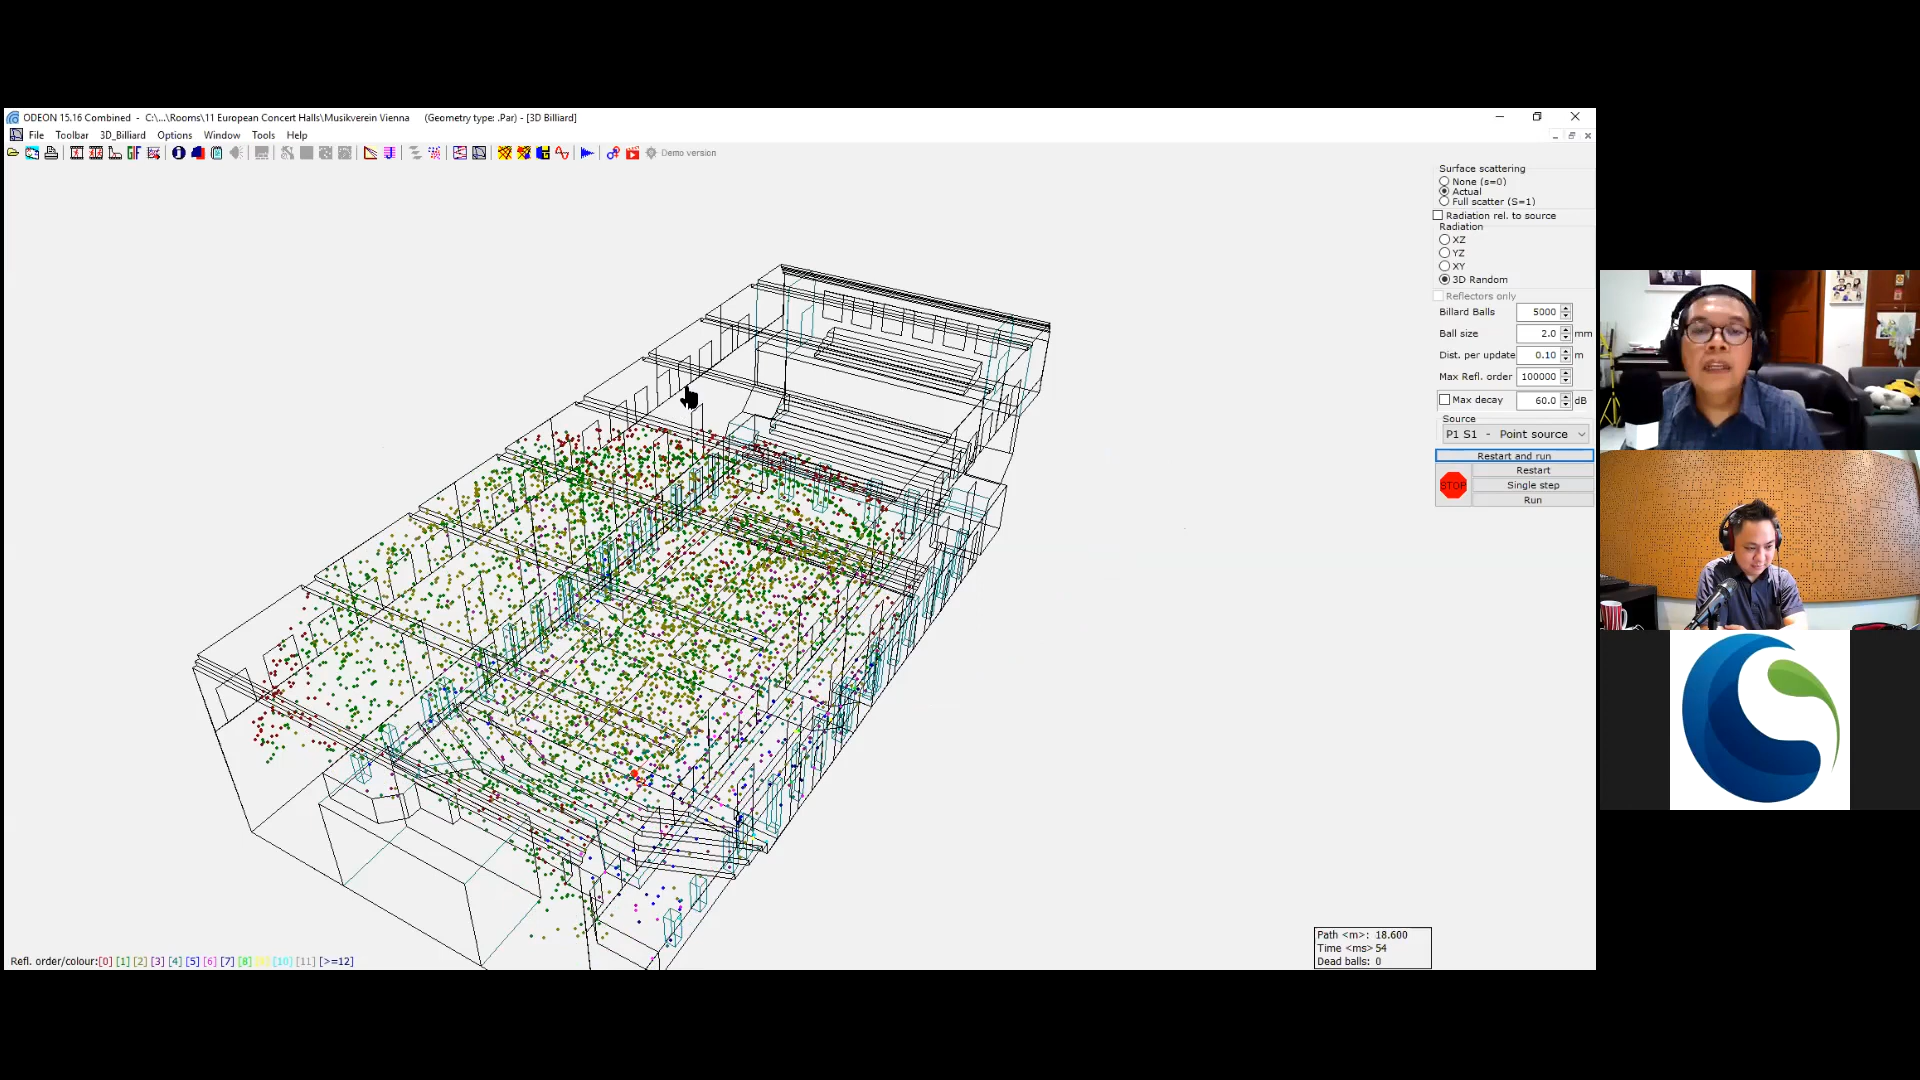 ODEON 15.16 Combined - C:\...\Rooms\11 European Concert Halls\Musikverein Vienna (Geometry type: .Par) - [3D Billiard]
File Toolbar 3D_Billiard Options Window Tools Help
GIF Demo version
Surface scattering
None (s=0)
Actual
Full scatter (S=1)
Radiation rel. to source
Radiation
XZ
YZ
XY
3D Random
Reflectors only
Billard Balls 5000
Ball size 2.0 mm
Dist. per update 0.10 m
Max Refl. order 100000
Max decay 60.0 dB
Source
P1 S1 - Point source
Restart and run
Restart
STOP Single step
Run
Path <m>: 18.600
Time <ms> 54
Dead balls: 0
Refl. order/colour:[0] [1] [2] [3] [4] [5] [6] [7] [8] [9] [10] [11] [>=12]